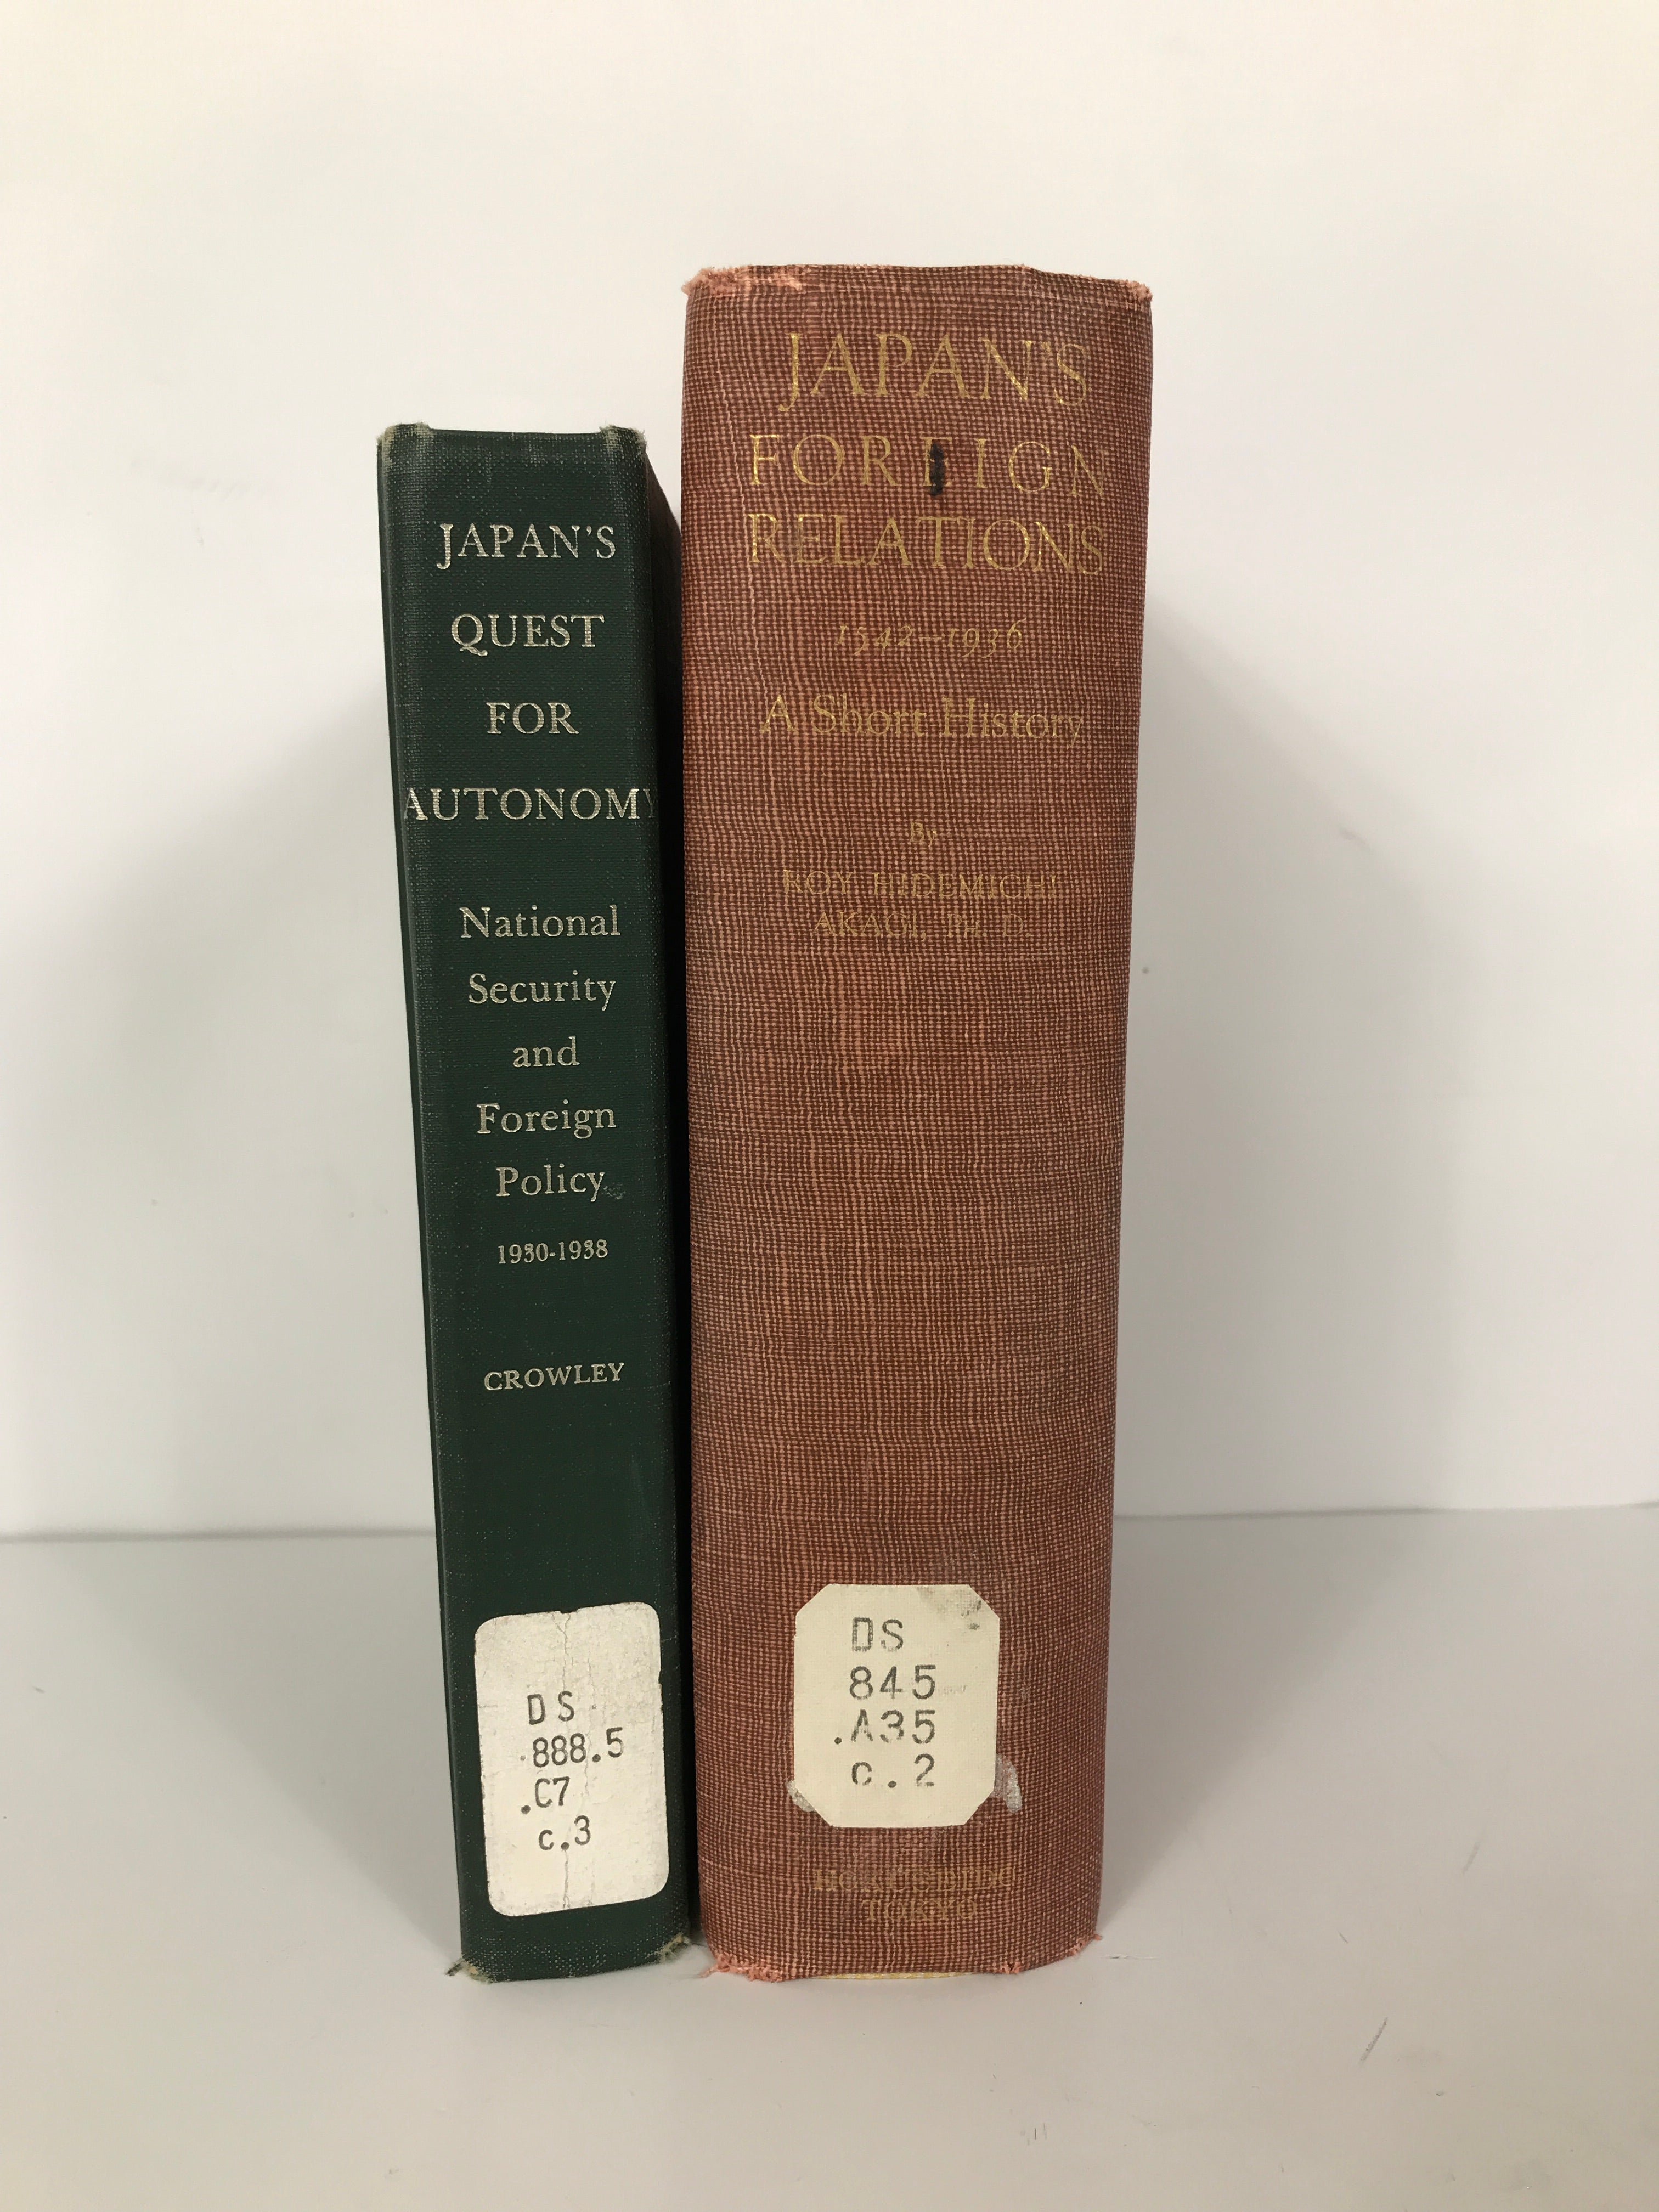 JAPAN'S
QUEST
FOR
AUTONOMY
National
Security
and
Foreign
Policy
1930-1938
CROWLEY
DS
888.5
.C7
c.3
JAPAN'S
FOREIGN
RELATIONS
1542—1936
A Short History
By
ROY HIDEMICHI
AKAGI, Ph. D.
DS
845
.A35
c.2
TOKYO